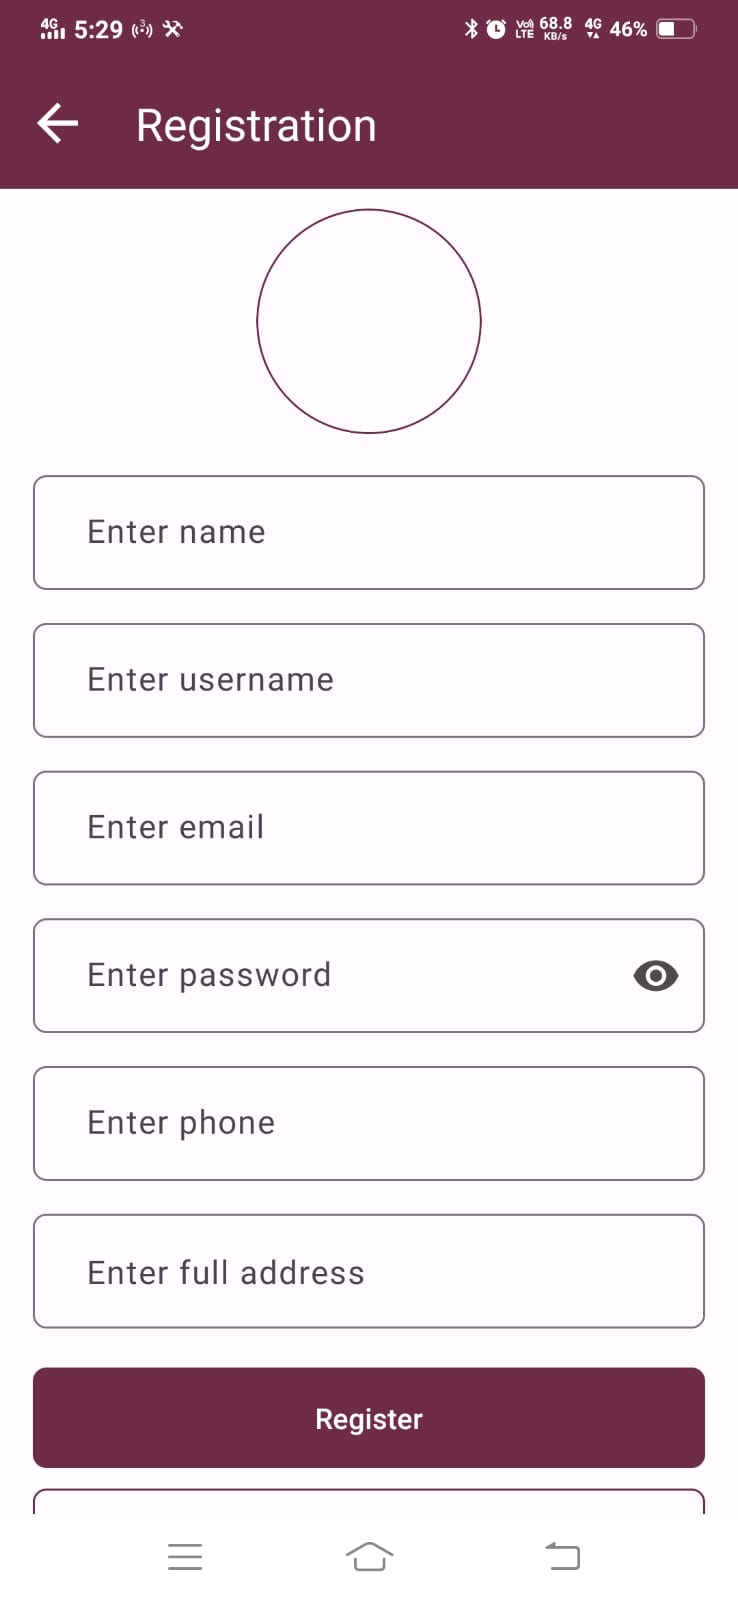 4G 5:29 3 Vo) LTE 68.8 KB/s 4G 46%
Registration
Enter name
Enter username
Enter email
Enter password
Enter phone
Enter full address
Register